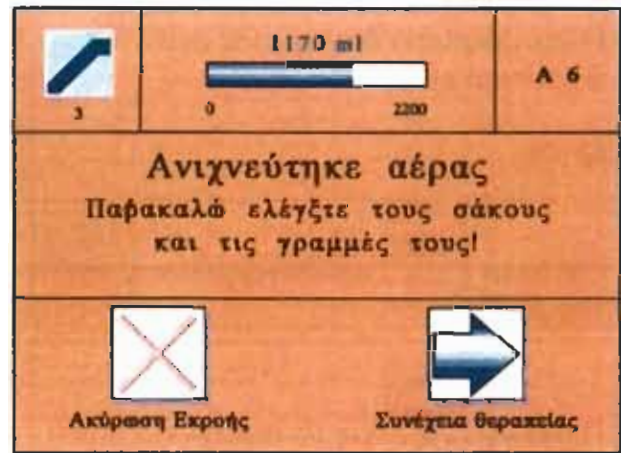 1170 ml
A 6
3
0
2200
Ανιχνεύτηκε αέρας
Παρακαλώ ελέγξτε τους σάκους
και τις γραμμές τους!
Ακύρωση Εκροής
Συνέχεια θεραπείας